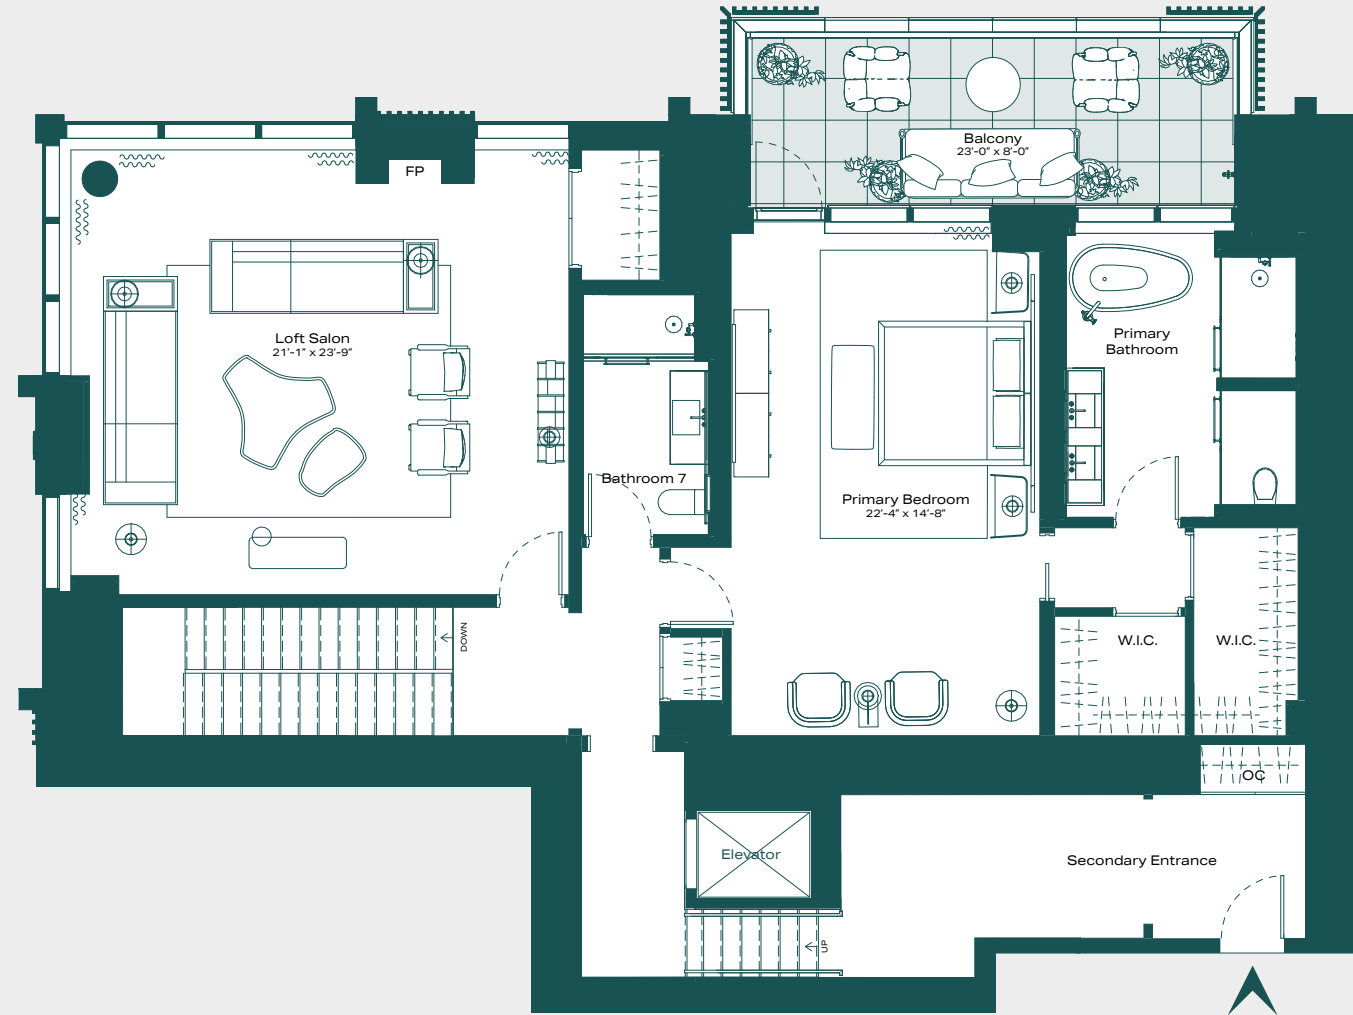 Balcony
23'-0" x 8'-0"
FP
Loft Salon
21'-1" x 23'-9"
Primary
Bathroom
Bathroom 7
Primary Bedroom
22'-4" x 14'-8"
DOWN
W.I.C.
W.I.C.
OC
Elevator
Secondary Entrance
UP